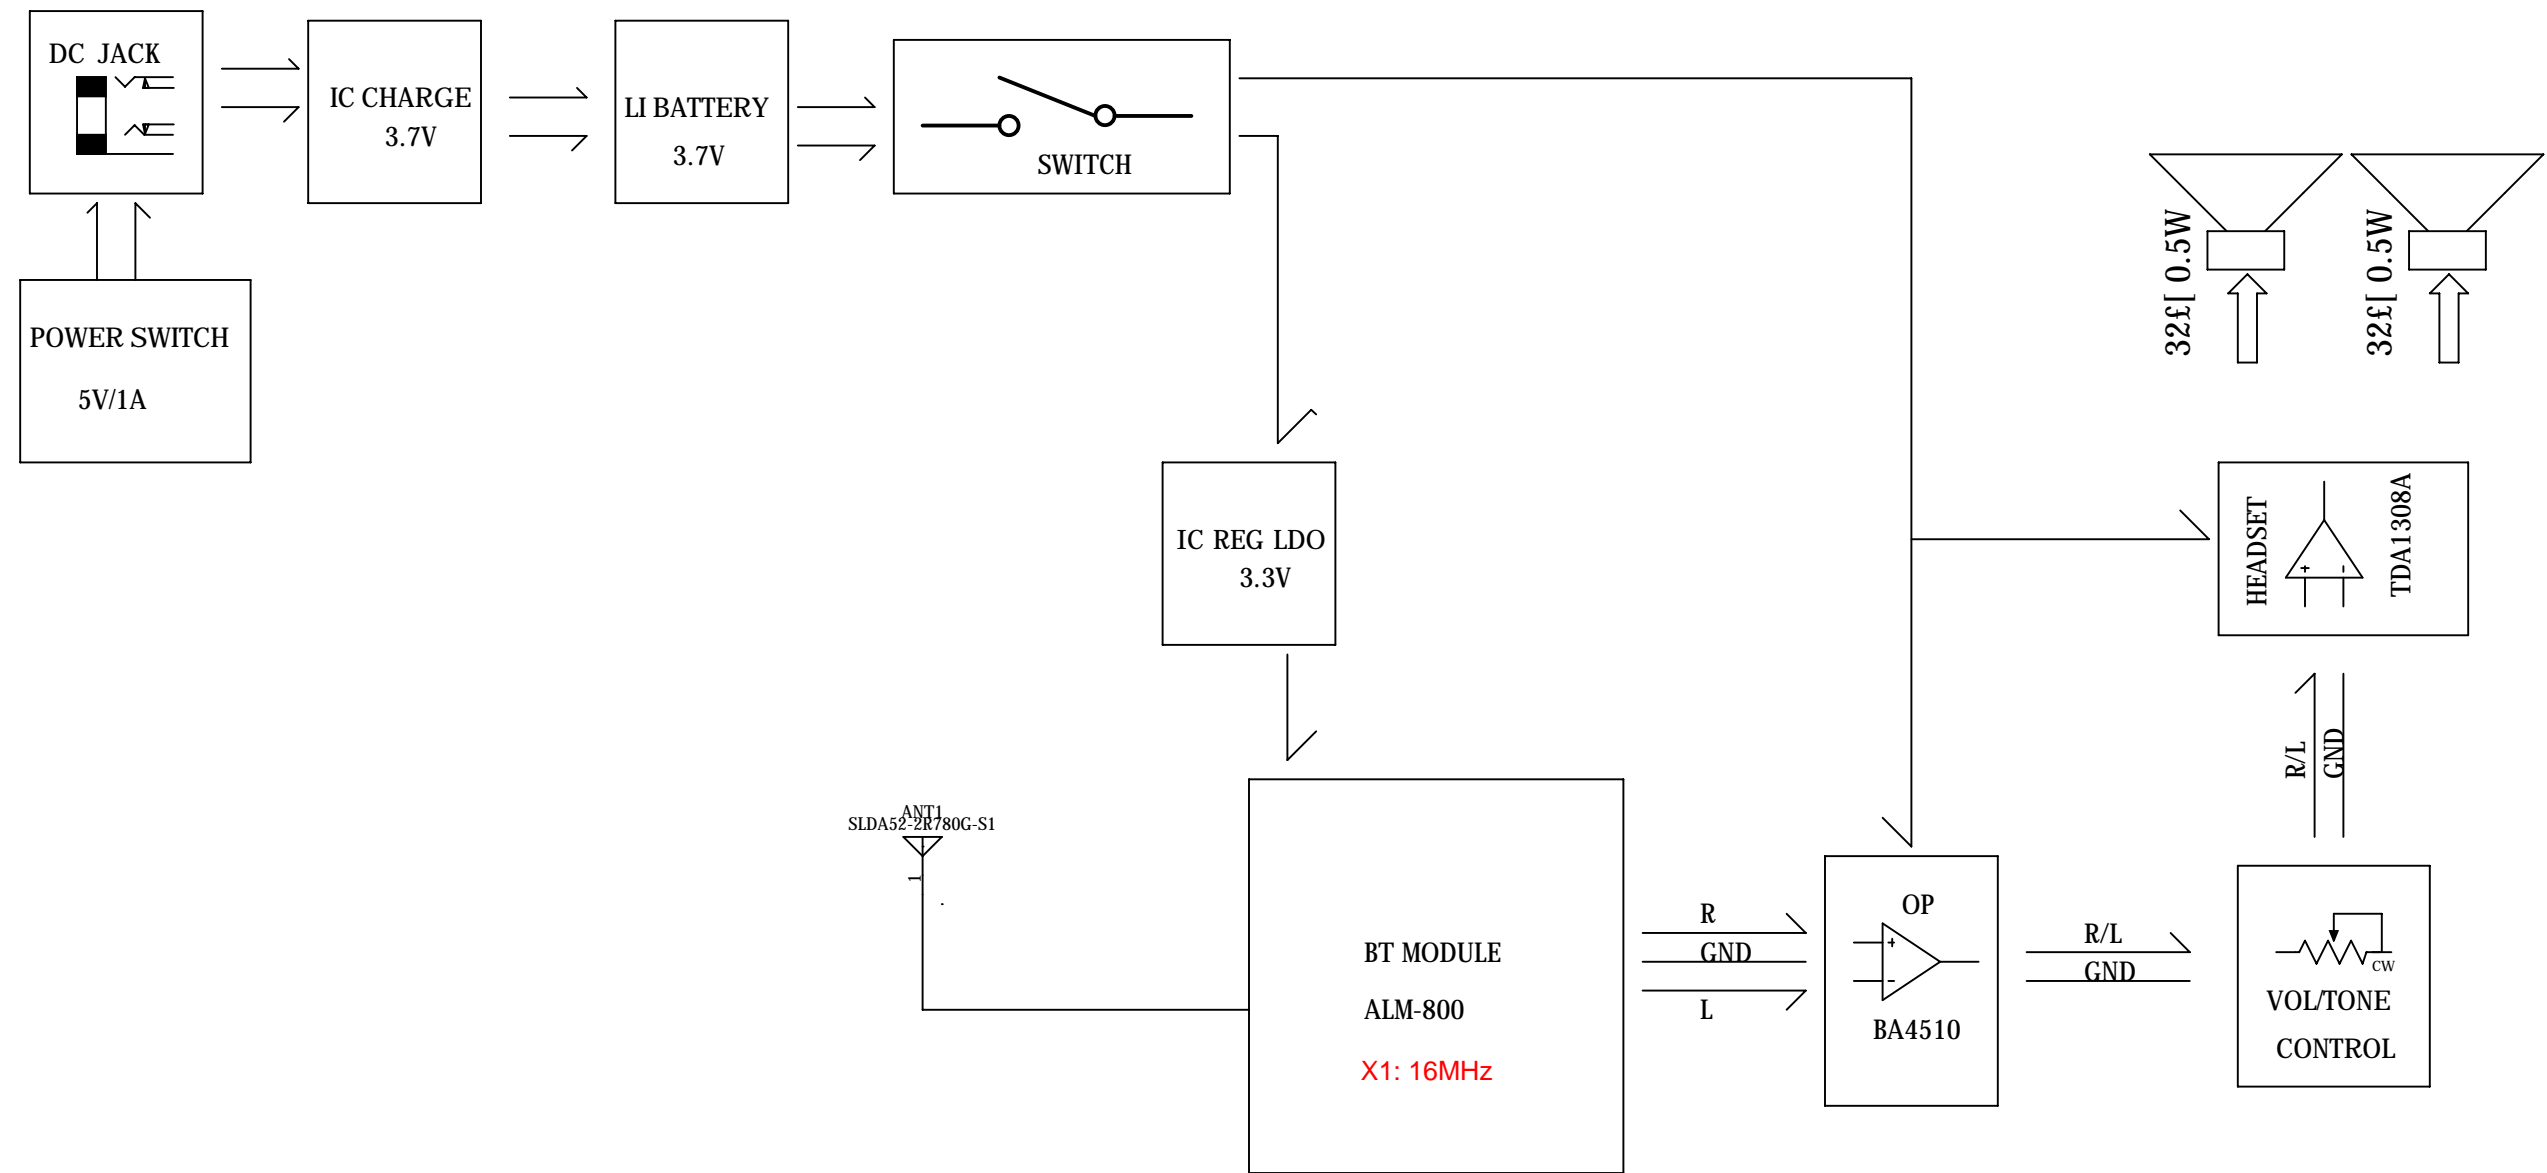 DC JACK
IC CHARGE
3.7V
LI BATTERY
3.7V
SWITCH
POWER SWITCH
5V/1A
32£[ 0.5W
32£[ 0.5W
IC REG LDO
3.3V
HEADSET
TDA1308A
R/L
GND
ANT1
SLDA52-2R780G-S1
1
BT MODULE
ALM-800
X1: 16MHz
R
GND
L
OP
BA4510
R/L
GND
CW
VOL/TONE
CONTROL